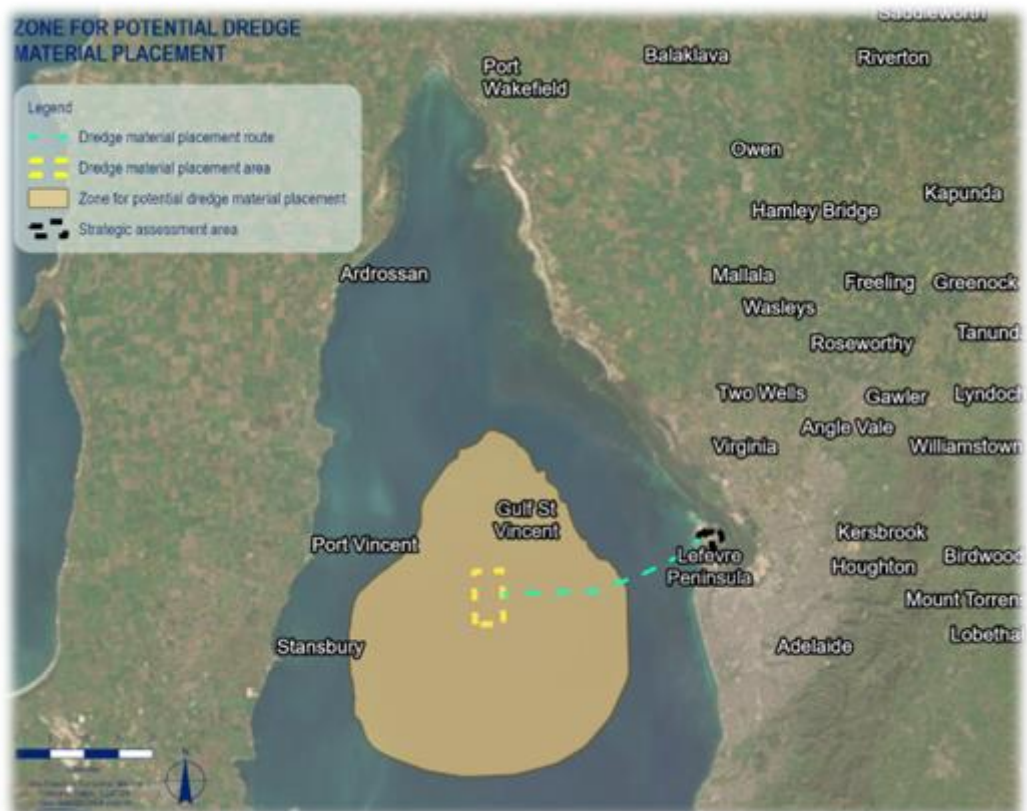 ZONE FOR POTENTIAL DREDGE
MATERIAL PLACEMENT
Legend
Dredge material placement route
Dredge material placement area
Zone for potential dredge material placement
Strategic assessment area
Saddleworth
Port
Wakefield
Balaklava
Riverton
Owen
Kapunda
Hamley Bridge
Ardrossan
Mallala
Freeling
Greenock
Wasleys
Roseworthy
Tanund
Two Wells
Gawler
Lyndoch
Angle Vale
Virginia
Williamstown
Gulf St
Vincent
Port Vincent
Lefevre
Peninsula
Kersbrook
Houghton
Birdwood
Mount Torren
Stansbury
Adelaide
Lobethal
N